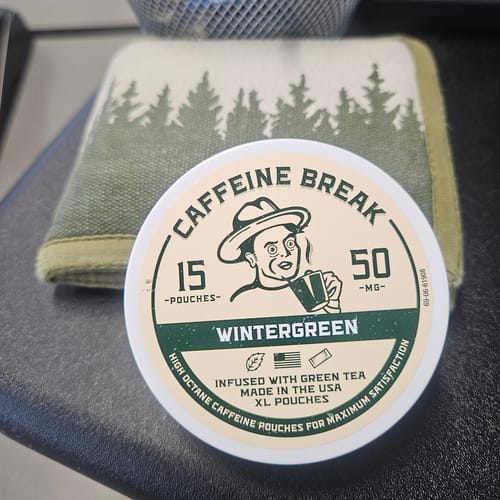 CAFFEINE BREAK
15
-POUCHES-
50
-MG-
WINTERGREEN
INFUSED WITH GREEN TEA
MADE IN THE USA
XL POUCHES
HIGH OCTANE CAFFEINE POUCHES FOR MAXIMUM SATISFACTION